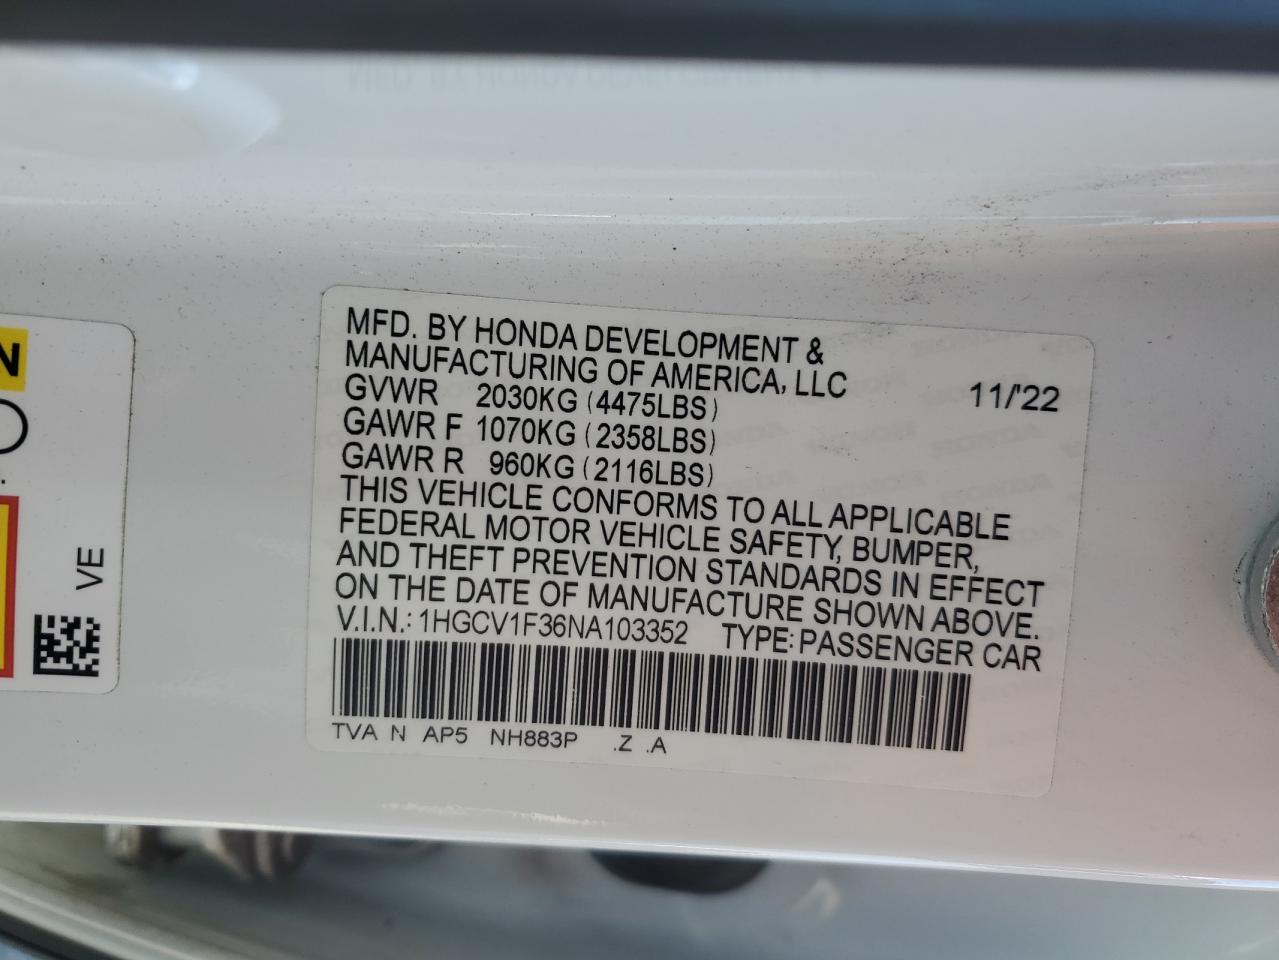 MFD. BY HONDA DEVELOPMENT &
MANUFACTURING OF AMERICA, LLC
11/'22
GVWR 2030KG (4475LBS)
GAWR F 1070KG (2358LBS)
GAWR R 960KG (2116LBS)
THIS VEHICLE CONFORMS TO ALL APPLICABLE
FEDERAL MOTOR VEHICLE SAFETY, BUMPER,
AND THEFT PREVENTION STANDARDS IN EFFECT
ON THE DATE OF MANUFACTURE SHOWN ABOVE.
V.I.N.: 1HGCV1F36NA103352 TYPE: PASSENGER CAR
TVA N AP5 NH883P .Z .A
VE